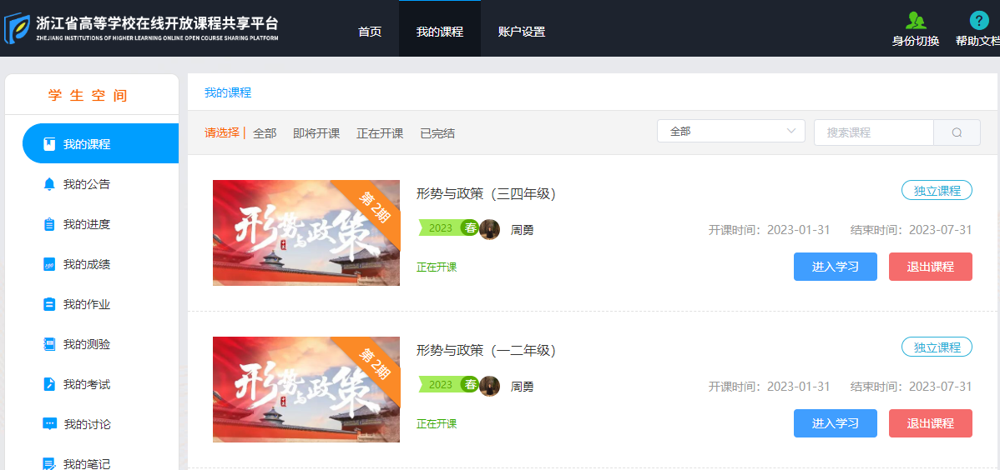 浙江省高等学校在线开放课程共享平台
ZHEJIANG INSTITUTIONS OF HIGHER LEARNING ONLINE OPEN COURSE SHARING PLATFORM
首页
我的课程
账户设置
身份切换
帮助文档
学生空间
我的课程
我的公告
我的进度
我的成绩
我的作业
我的测验
我的考试
我的讨论
我的笔记
我的课程
请选择 全部 即将开课 正在开课 已完结
全部
搜索课程
形势与政策
第2期
形势与政策（三四年级）
独立课程
2023 春 周勇
开课时间：2023-01-31 结束时间：2023-07-31
正在开课
进入学习 退出课程
形势与政策
第2期
形势与政策（一二年级）
独立课程
2023 春 周勇
开课时间：2023-01-31 结束时间：2023-07-31
正在开课
进入学习 退出课程